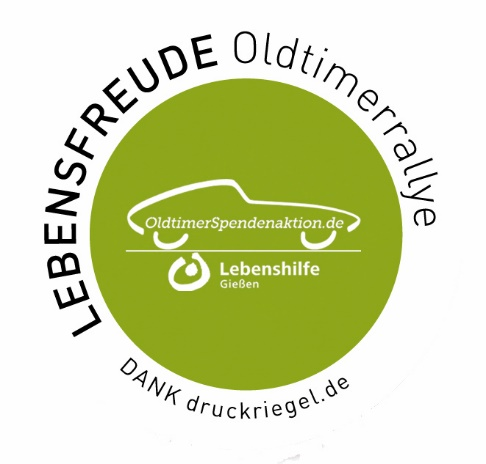 LEBENSFREUDE Oldtimerrallye
OldtimerSpendenaktion.de
Lebenshilfe
Gießen
DANK druckriegel.de